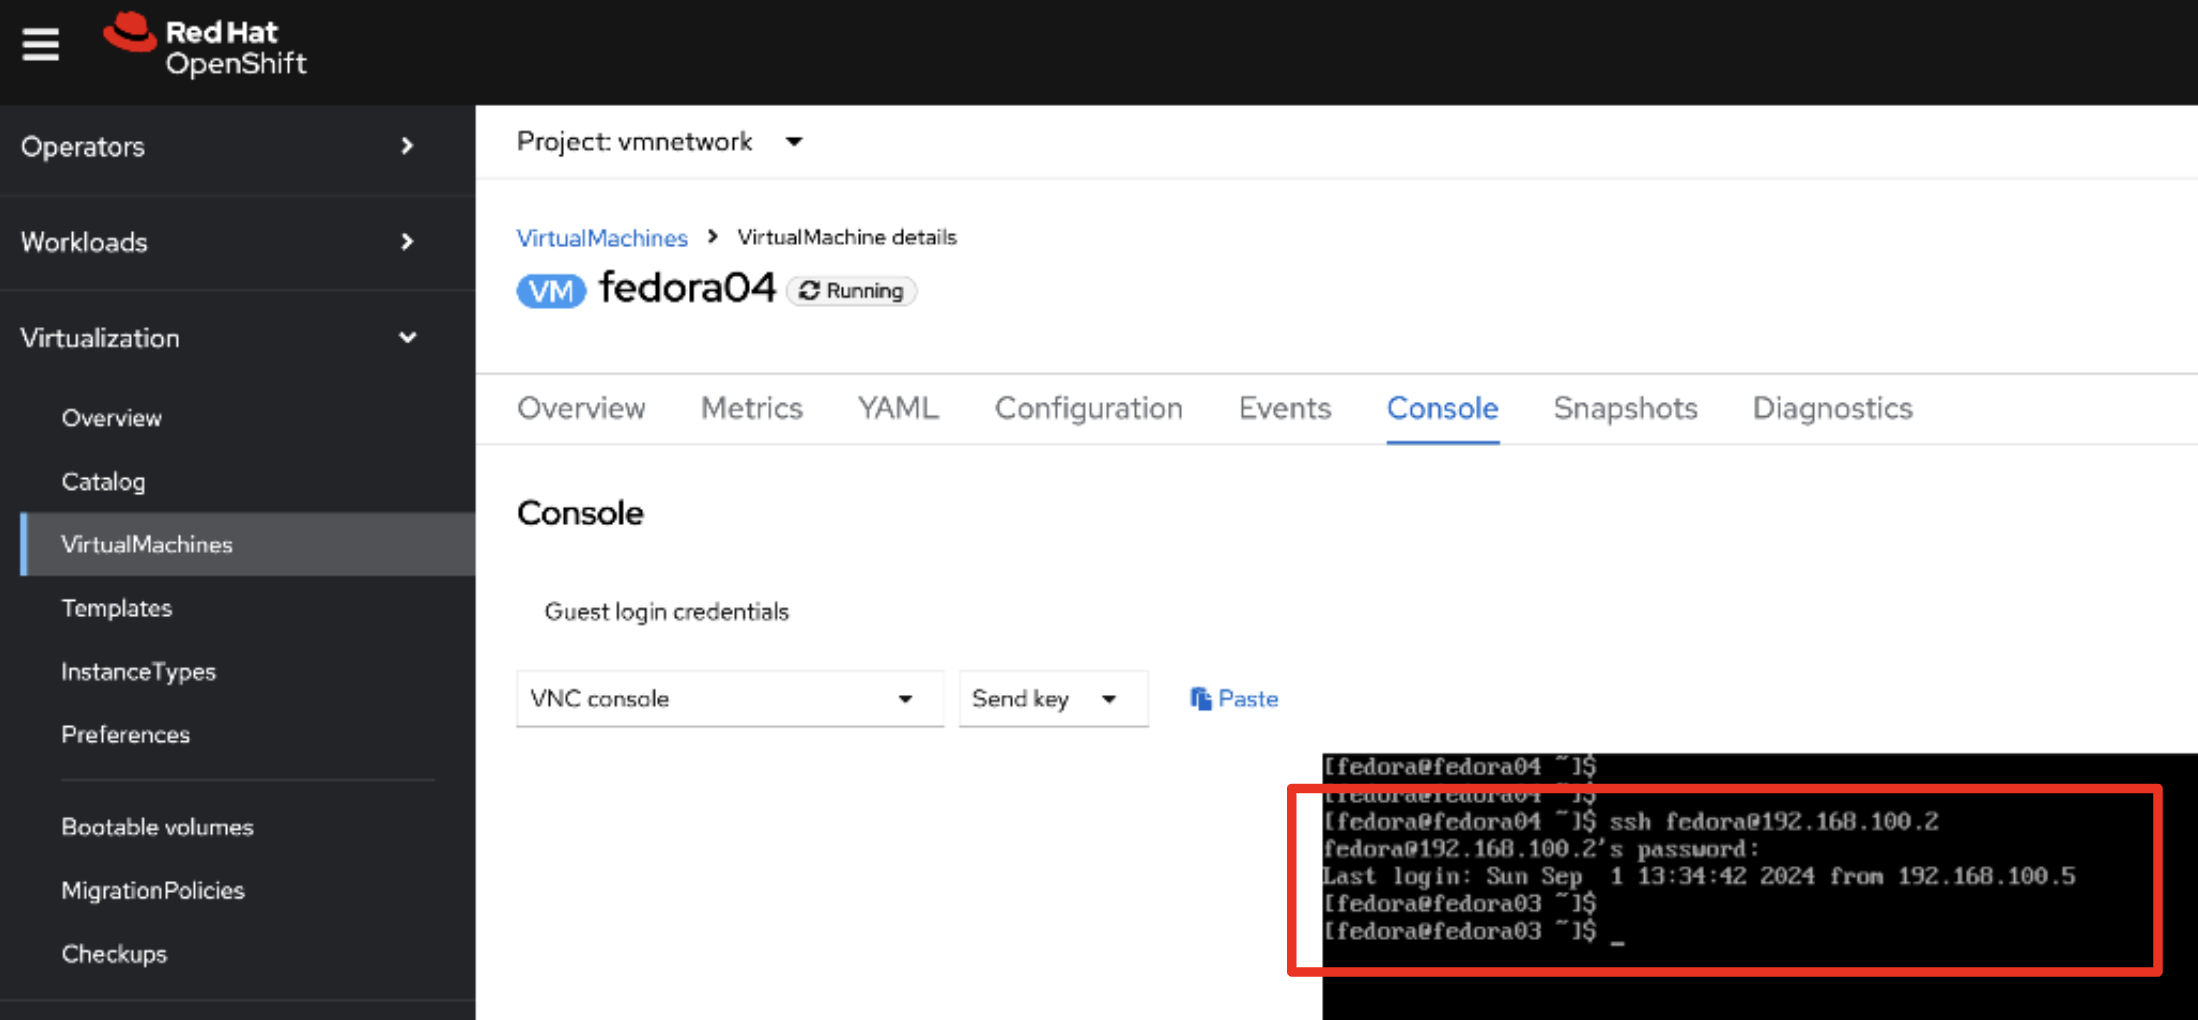 Red Hat
OpenShift
Operators
Workloads
Virtualization
Overview
Catalog
VirtualMachines
Templates
InstanceTypes
Preferences
Bootable volumes
MigrationPolicies
Checkups
Project: vmnetwork
VirtualMachines > VirtualMachine details
VM fedora04 Running
Overview Metrics YAML Configuration Events Console Snapshots Diagnostics
Console
Guest login credentials
VNC console Send key Paste
[fedora@fedora04 ~]$
[fedora@fedora04 ~]$
[fedora@fedora04 ~]$ ssh fedora@192.168.100.2
fedora@192.168.100.2's password:
Last login: Sun Sep  1 13:34:42 2024 from 192.168.100.5
[fedora@fedora03 ~]$
[fedora@fedora03 ~]$ _